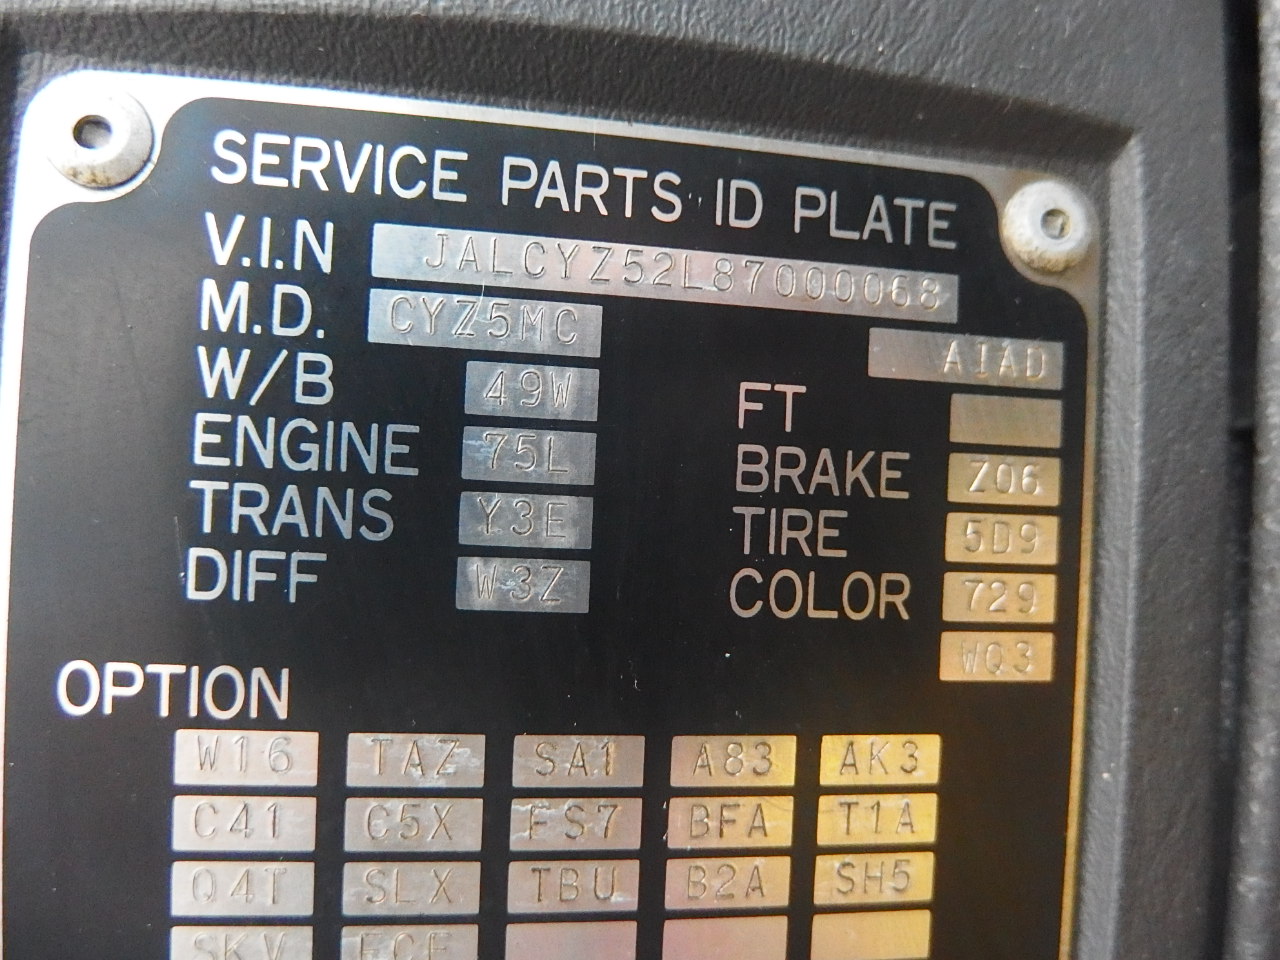 SERVICE PARTS ID PLATE
V.I.N JALCYZ52L87000068
M.D. CYZ5MC AIAD
W/B 49W FT
ENGINE 75L BRAKE Z06
TRANS Y3E TIRE 5D9
DIFF W3Z COLOR 729
WQ3
OPTION
W16 TAZ SA1 A83 AK3
C41 C5X FS7 BFA T1A
Q4T SLX TBU B2A SH5